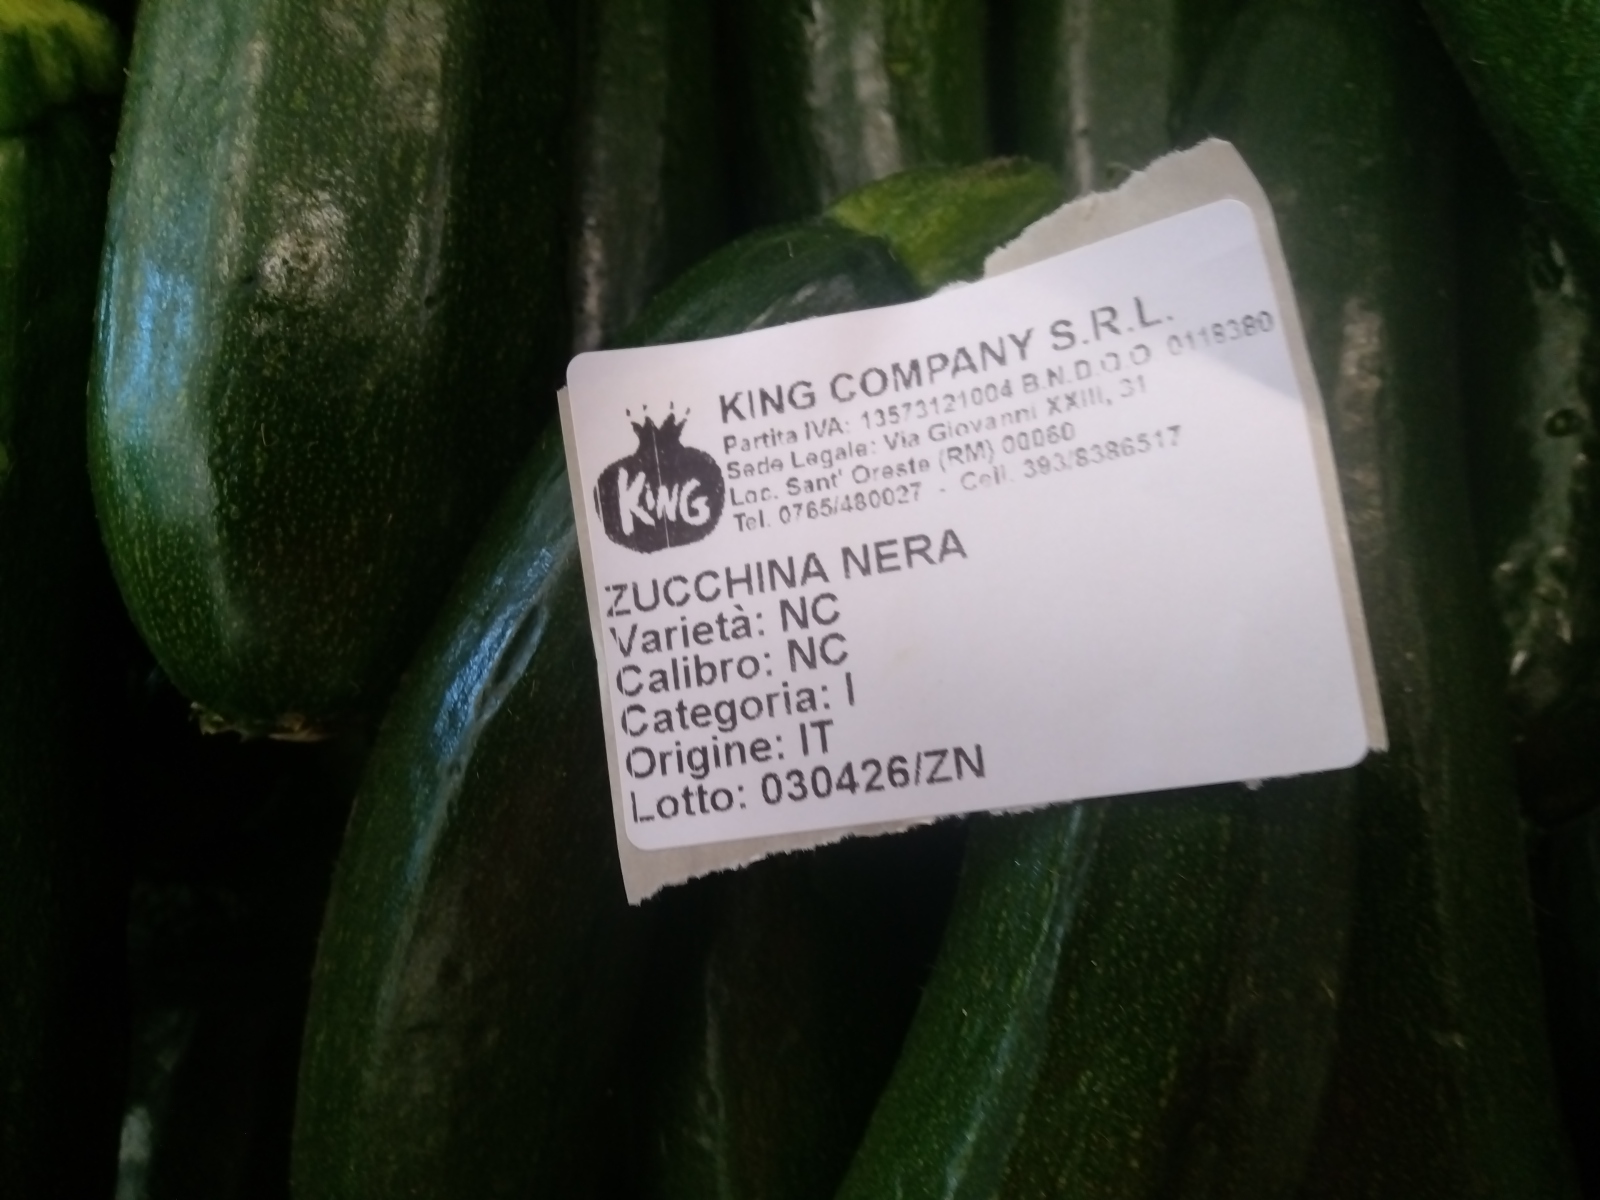 KING COMPANY S.R.L.
Partita IVA: 13573121004 B.N.D.O.O 0118380
Sede Legale: Via Giovanni XXIII, 31
Loc. Sant' Oreste (RM) 00060
Tel. 0765/480027 - Cell. 393/8386517
KING
ZUCCHINA NERA
Varietà: NC
Calibro: NC
Categoria: I
Origine: IT
Lotto: 030426/ZN